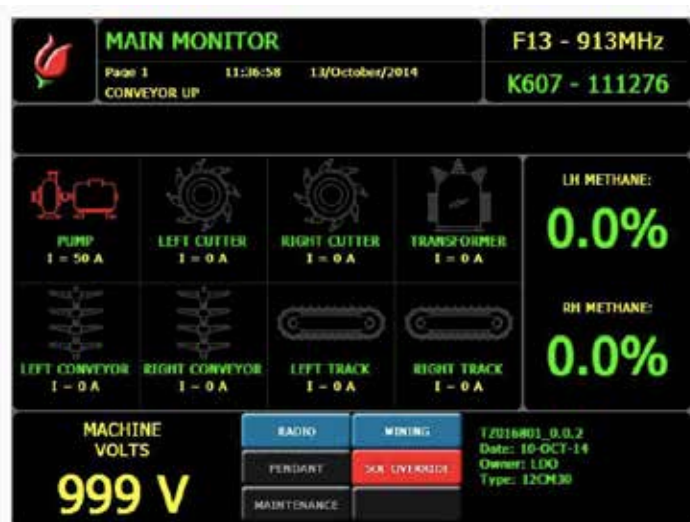 MAIN MONITOR
Page 1 11:36:58 13/October/2014
CONVEYOR UP
F13 - 913MHz
K607 - 111276
PUMP
I = 50 A
LEFT CUTTER
I = 0 A
RIGHT CUTTER
I = 0 A
TRANSFORMER
I = 0 A
LH METHANE:
0.0%
LEFT CONVEYOR
I = 0 A
RIGHT CONVEYOR
I = 0 A
LEFT TRACK
I = 0 A
RIGHT TRACK
I = 0 A
RH METHANE:
0.0%
MACHINE
VOLTS
999 V
RADIO
MINING
PENDANT
SOL OVERRIDE
MAINTENANCE
TZ016801_0.0.2
Date: 10-OCT-14
Owner: LDO
Type: 12CM30